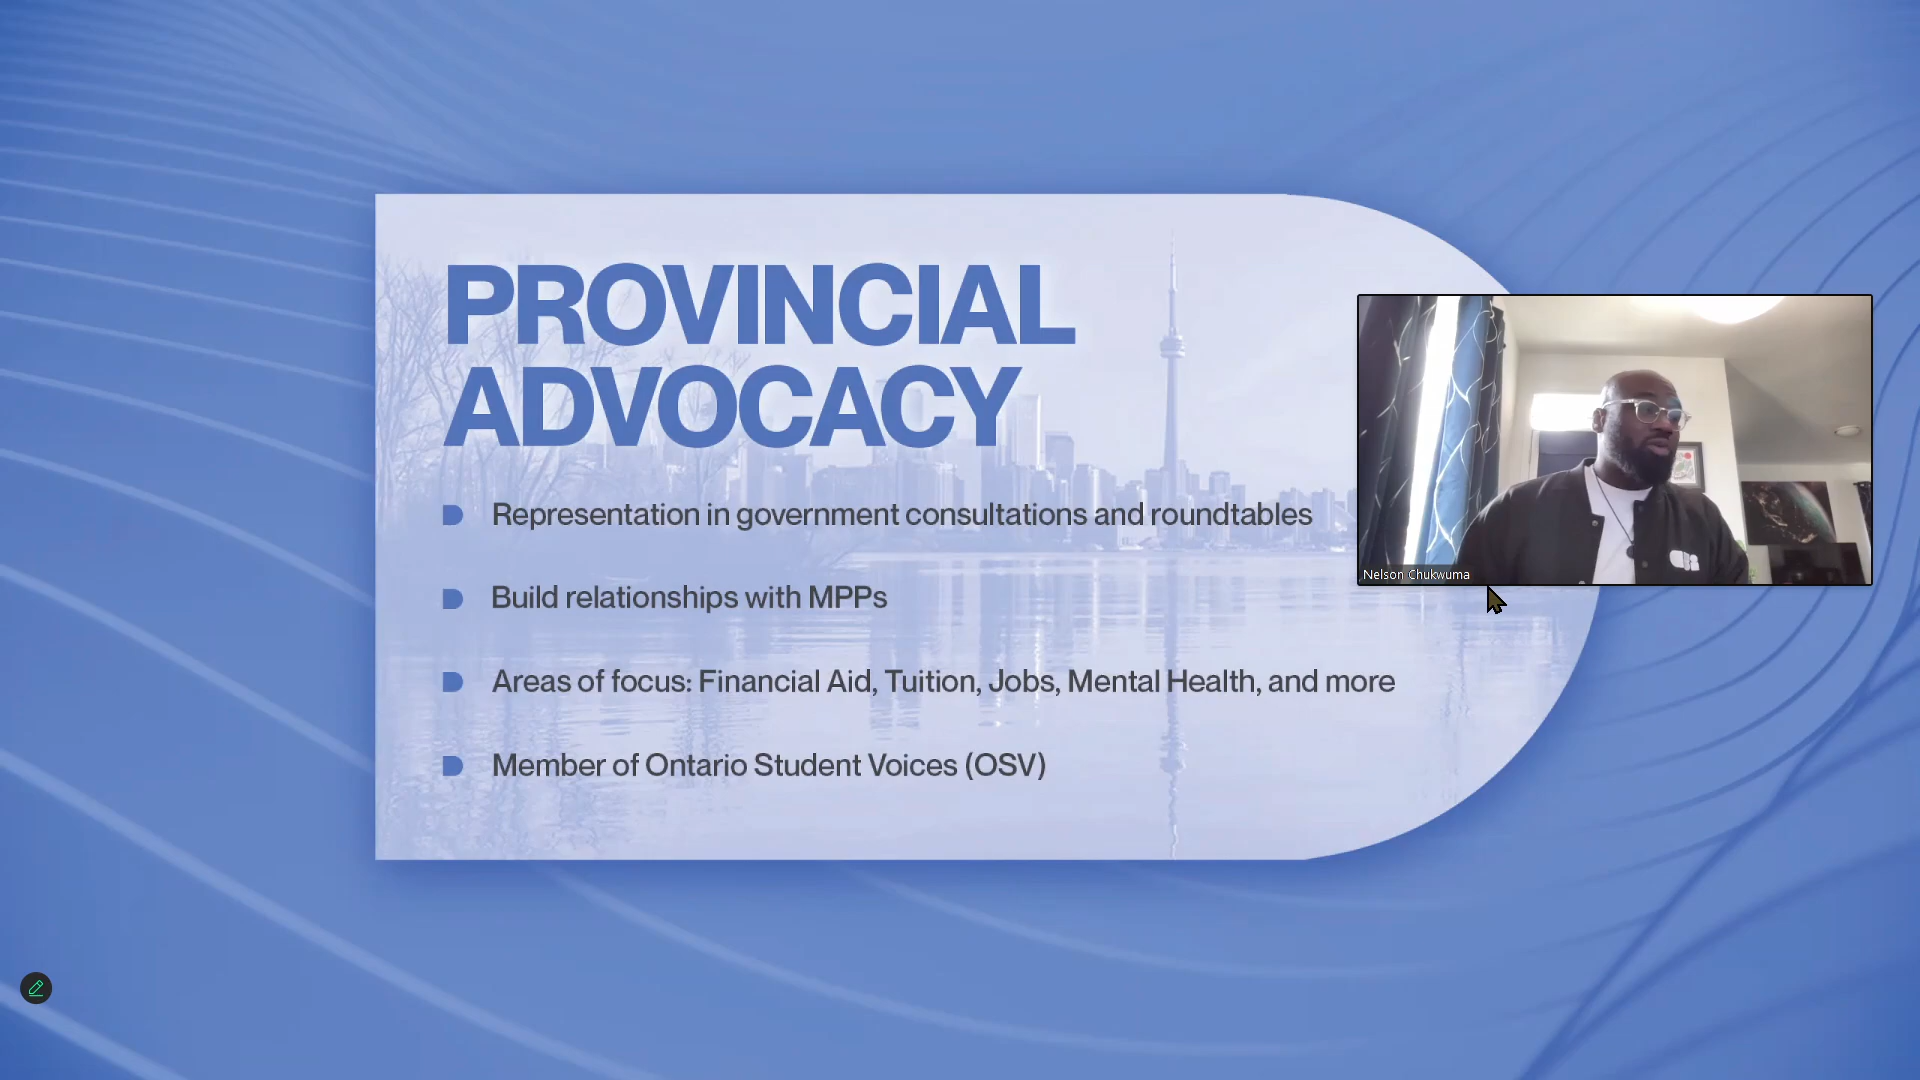 PROVINCIAL
ADVOCACY
Representation in government consultations and roundtables
Build relationships with MPPs
Areas of focus: Financial Aid, Tuition, Jobs, Mental Health, and more
Member of Ontario Student Voices (OSV)
Nelson Chukwuma